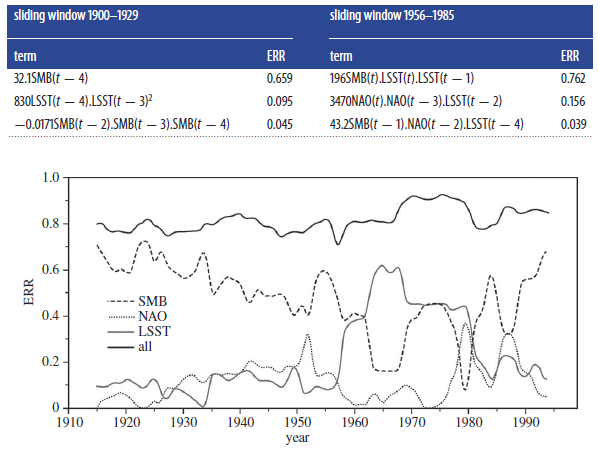 sliding window 1900–1929 sliding window 1956–1985
term ERR term ERR
32.1SMB(t − 4) 0.659 196SMB(t).LSST(t).LSST(t − 1) 0.762
830LSST(t − 4).LSST(t − 3)² 0.095 3470NAO(t).NAO(t − 3).LSST(t − 2) 0.156
−0.0171SMB(t − 2).SMB(t − 3).SMB(t − 4) 0.045 43.2SMB(t − 1).NAO(t − 2).LSST(t − 4) 0.039
1.0
0.8
0.6
0.4
0.2
0
ERR
SMB
NAO
LSST
all
1910 1920 1930 1940 1950 1960 1970 1980 1990
year